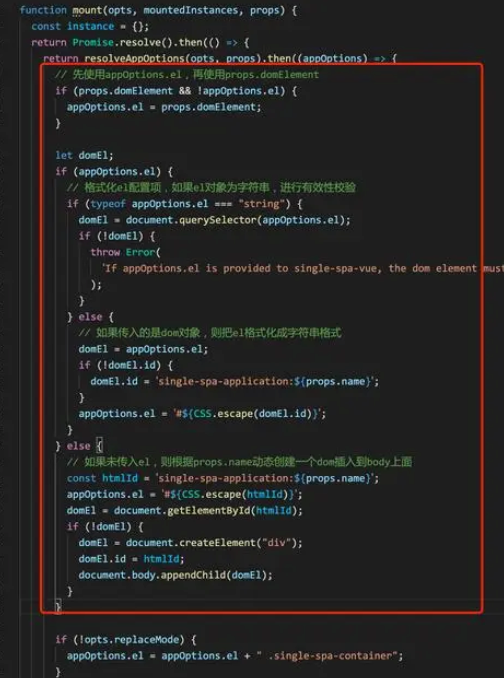 function mount(opts, mountedInstances, props) {
const instance = {};
return Promise.resolve().then(() => {
return resolveAppOptions(opts, props).then((appOptions) => {
// 先使用appOptions.el，再使用props.domElement
if (props.domElement && !appOptions.el) {
appOptions.el = props.domElement;
}
let domEl;
if (appOptions.el) {
// 格式化el配置项，如果el对象为字符串，进行有效性校验
if (typeof appOptions.el === "string") {
domEl = document.querySelector(appOptions.el);
if (!domEl) {
throw Error(
`If appOptions.el is provided to single-spa-vue, the dom element must
);
}
} else {
// 如果传入的是dom对象，则把el格式化成字符串格式
domEl = appOptions.el;
if (!domEl.id) {
domEl.id = `single-spa-application:${props.name}`;
}
appOptions.el = `#${CSS.escape(domEl.id)}`;
}
} else {
// 如果未传入el，则根据props.name动态创建一个dom插入到body上面
const htmlId = `single-spa-application:${props.name}`;
appOptions.el = `#${CSS.escape(htmlId)}`;
domEl = document.getElementById(htmlId);
if (!domEl) {
domEl = document.createElement("div");
domEl.id = htmlId;
document.body.appendChild(domEl);
}
}
if (!opts.replaceMode) {
appOptions.el = appOptions.el + " .single-spa-container";
}